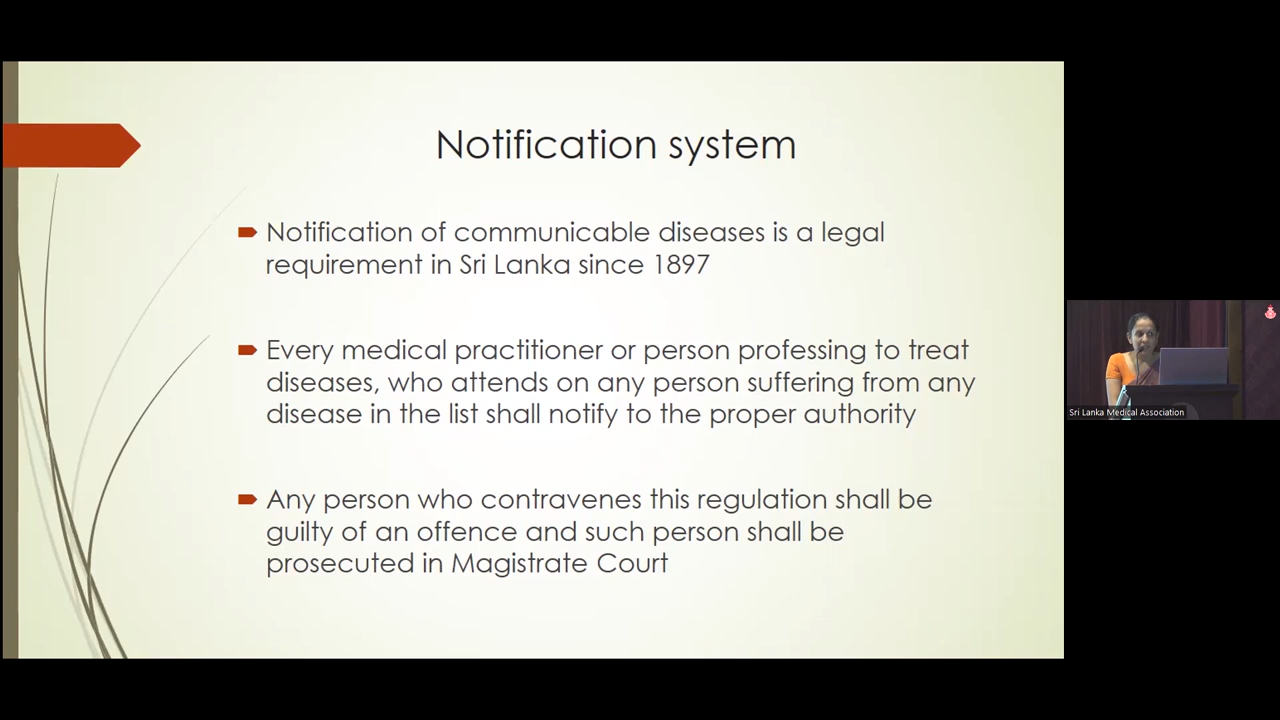 Notification system
Notification of communicable diseases is a legal
requirement in Sri Lanka since 1897
Every medical practitioner or person professing to treat
diseases, who attends on any person suffering from any
disease in the list shall notify to the proper authority
Any person who contravenes this regulation shall be
guilty of an offence and such person shall be
prosecuted in Magistrate Court
Sri Lanka Medical Association